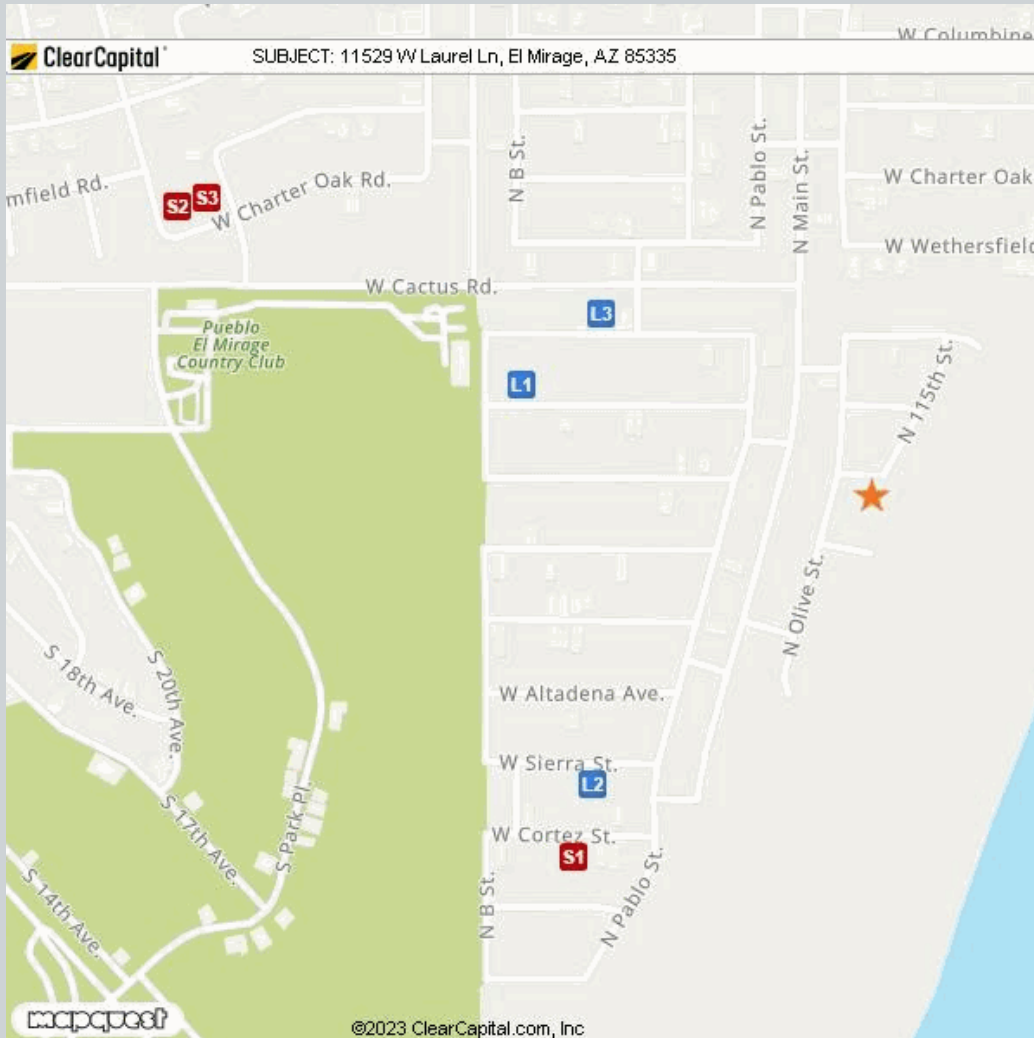 W Columbine
ClearCapital®
SUBJECT: 11529 W Laurel Ln, El Mirage, AZ 85335
N B St.
N Pablo St.
N Main St.
mfield Rd.
S2
S3
W Charter Oak Rd.
W Charter Oak
W Wethersfield
W Cactus Rd.
L3
Pueblo
El Mirage
Country Club
L1
N 115th St.
N Olive St.
S 18th Ave.
S 20th Ave.
W Altadena Ave.
W Sierra St.
L2
S Park Pl.
S 17th Ave.
W Cortez St.
S1
N B St.
N Pablo St.
S 14th Ave.
mapquest
©2023 ClearCapital.com, Inc